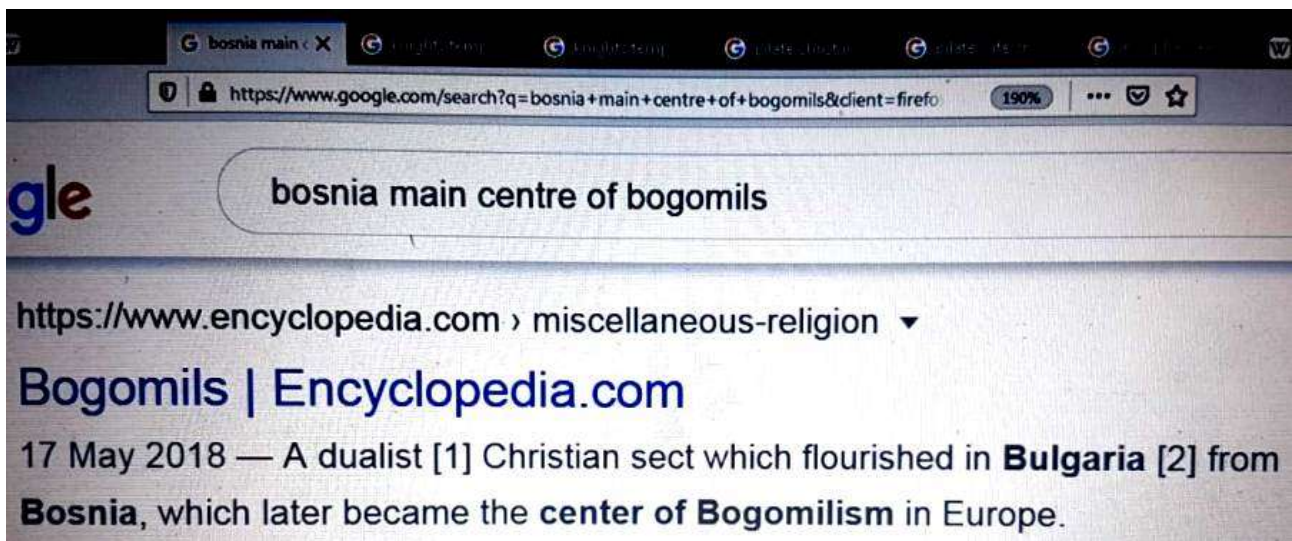 bosnia main
https://www.google.com/search?q=bosnia+main+centre+of+bogomils&client=firefo 190%
gle bosnia main centre of bogomils
https://www.encyclopedia.com › miscellaneous-religion
Bogomils | Encyclopedia.com
17 May 2018 — A dualist [1] Christian sect which flourished in Bulgaria [2] from
Bosnia, which later became the center of Bogomilism in Europe.